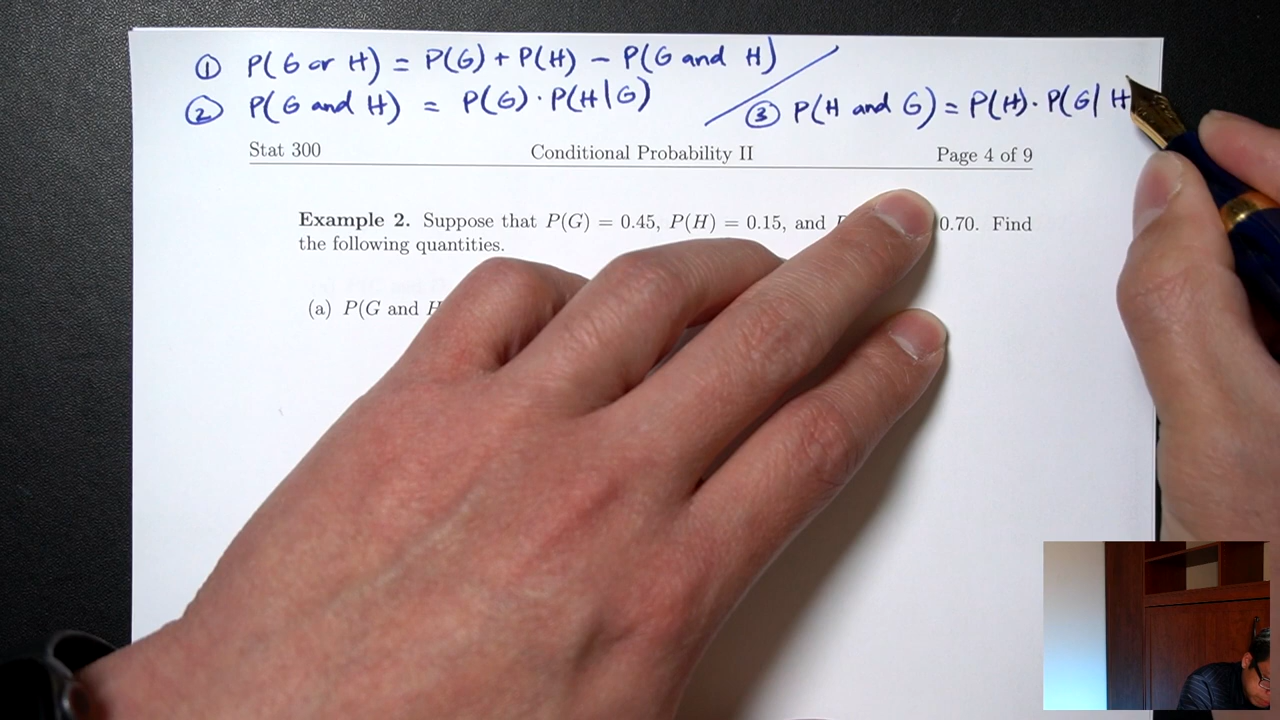 ① P(G or H) = P(G) + P(H) − P(G and H)
② P(G and H) = P(G) · P(H|G) ③ P(H and G) = P(H) · P(G| H
Stat 300 Conditional Probability II Page 4 of 9
Example 2. Suppose that P(G) = 0.45, P(H) = 0.15, and 0.70. Find
the following quantities.
(a) P(G and H